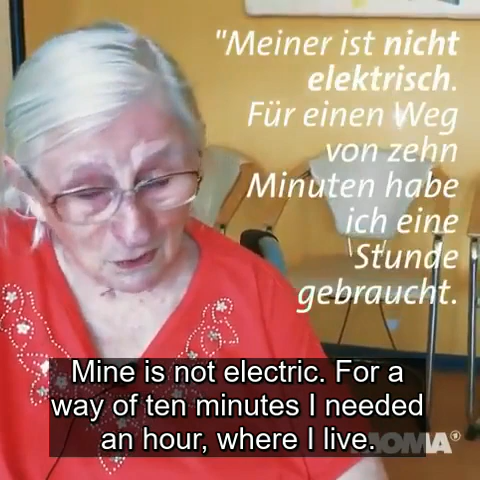 "Meiner ist nicht
elektrisch.
Für einen Weg
von zehn
Minuten habe
ich eine
Stunde
gebraucht.
Mine is not electric. For a
way of ten minutes I needed
an hour, where I live.
MOMA